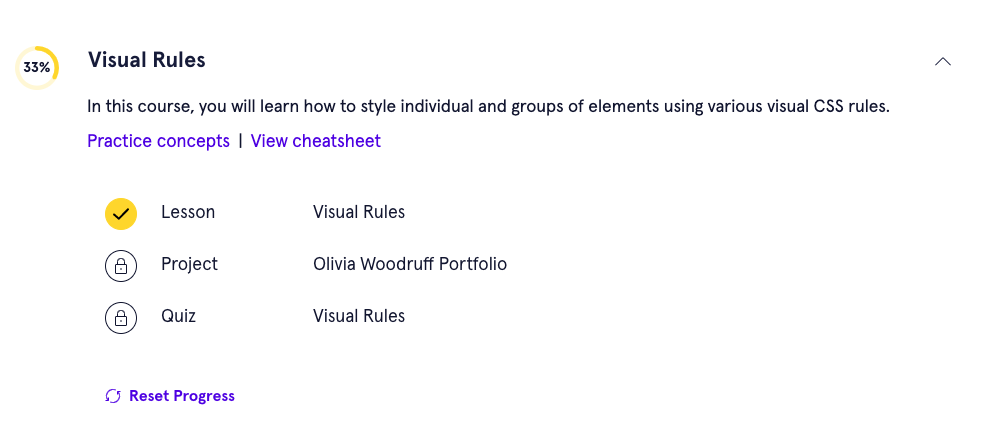 33%
Visual Rules
In this course, you will learn how to style individual and groups of elements using various visual CSS rules.
Practice concepts | View cheatsheet
Lesson Visual Rules
Project Olivia Woodruff Portfolio
Quiz Visual Rules
Reset Progress